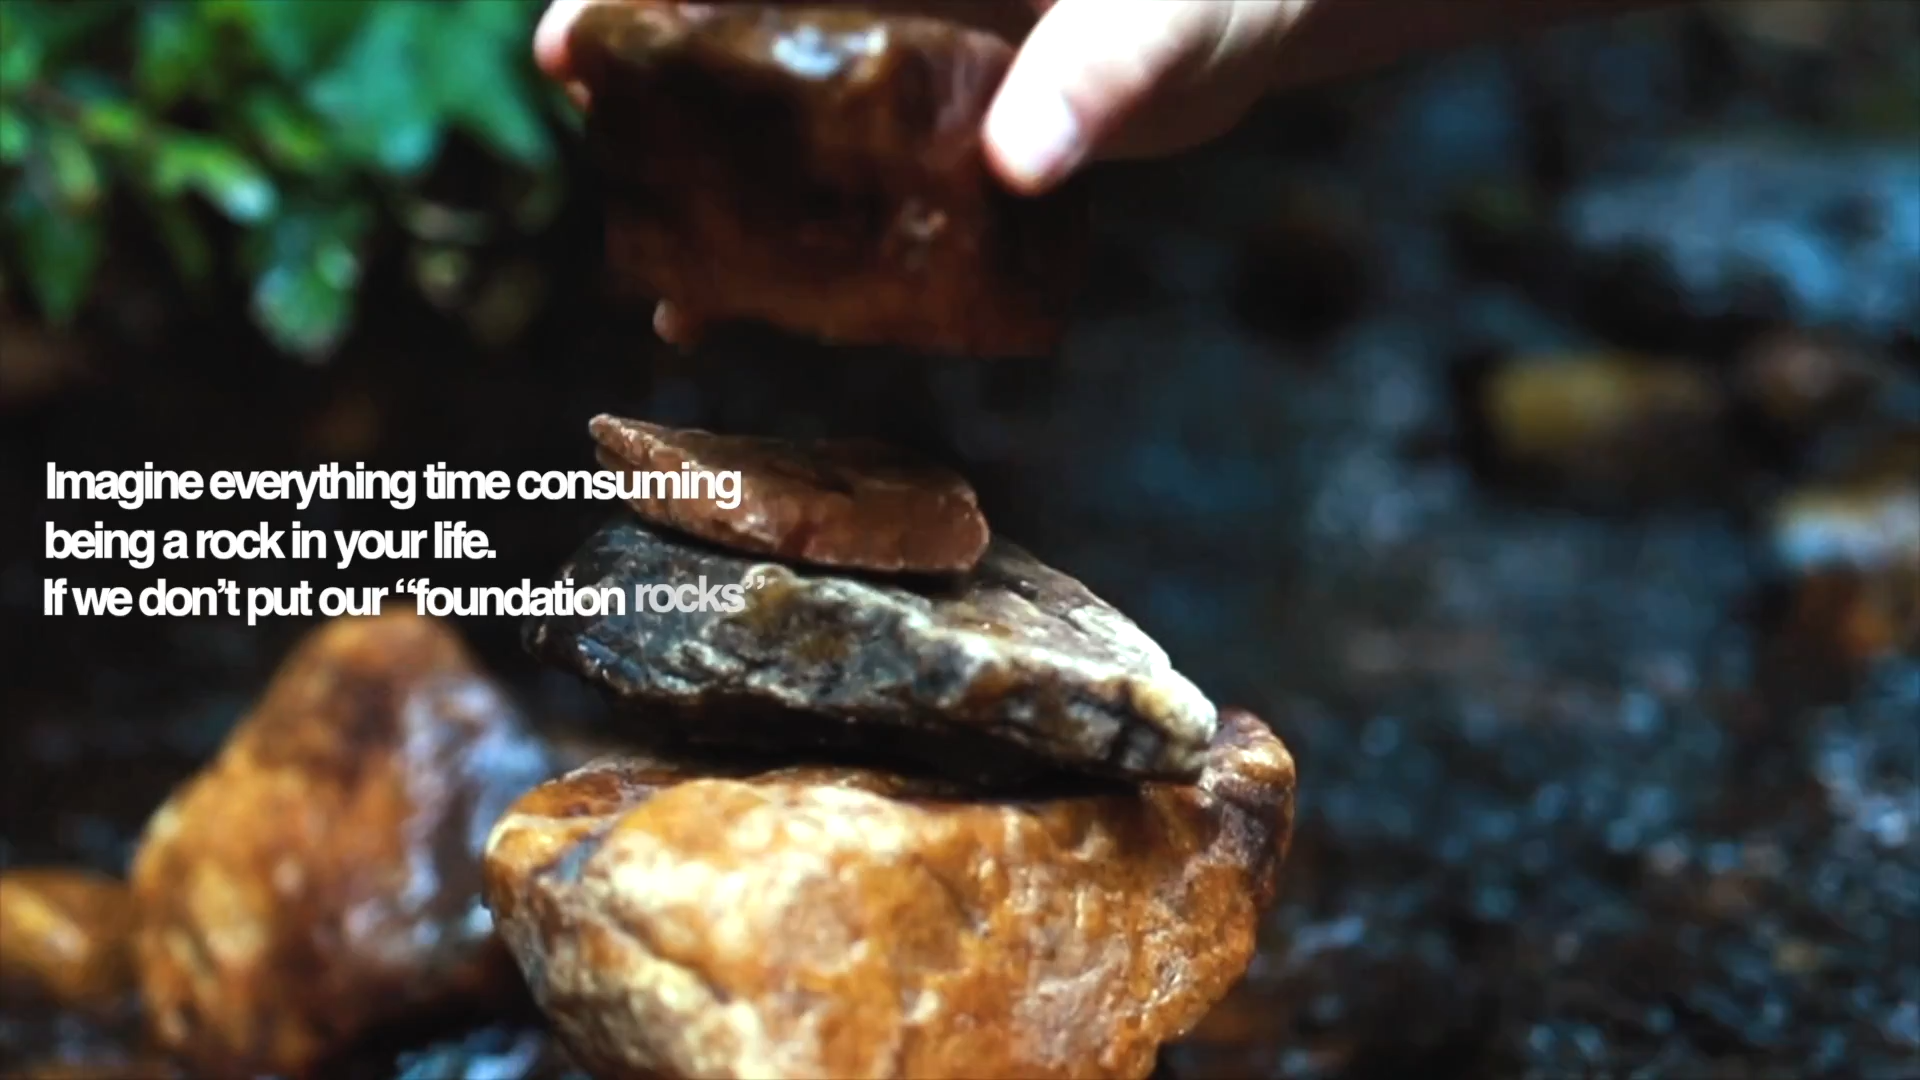 Imagine everything time consuming
being a rock in your life.
If we don’t put our “foundation rocks”